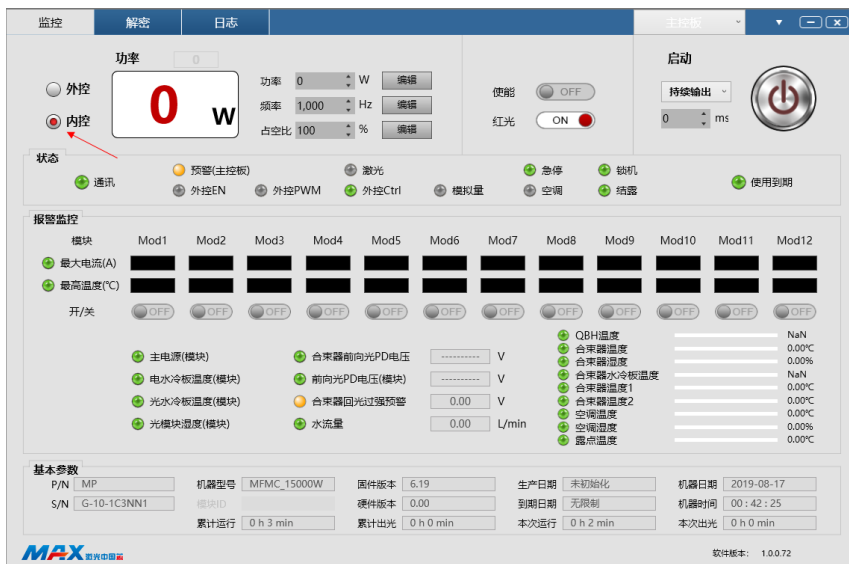 监控 解密 日志 主控板
功率 0 启动
外控 0 W 功率 0 W 编辑 使能 OFF 持续输出
内控 频率 1,000 Hz 编辑 红光 ON 0 ms
占空比 100 % 编辑
状态
通讯 预警(主控板) 激光 急停 锁机 使用到期
外控EN 外控PWM 外控Ctrl 模拟量 空调 结露
报警监控
模块 Mod1 Mod2 Mod3 Mod4 Mod5 Mod6 Mod7 Mod8 Mod9 Mod10 Mod11 Mod12
最大电流(A)
最高温度(℃)
开/关 OFF OFF OFF OFF OFF OFF OFF OFF OFF OFF OFF OFF
主电源(模块) 合束器前向光PD电压 ---------- V
电水冷板温度(模块) 前向光PD电压(模块) ---------- V
光水冷板温度(模块) 合束器回光过强预警 0.00 V
光模块湿度(模块) 水流量 0.00 L/min
QBH温度 NaN
合束器温度 0.00℃
合束器湿度 0.00%
合束器水冷板温度 NaN
合束器温度1 0.00℃
合束器温度2 0.00℃
空调温度 0.00℃
空调湿度 0.00%
露点温度 0.00℃
基本参数
P/N MP 机器型号 MFMC_15000W 固件版本 6.19 生产日期 未初始化 机器日期 2019-08-17
S/N G-10-1C3NN1 模块ID 硬件版本 0.00 到期日期 无限制 机器时间 00:42:25
累计运行 0 h 3 min 累计出光 0 h 0 min 本次运行 0 h 2 min 本次出光 0 h 0 min
MAX 激光中国芯 软件版本: 1.0.0.72